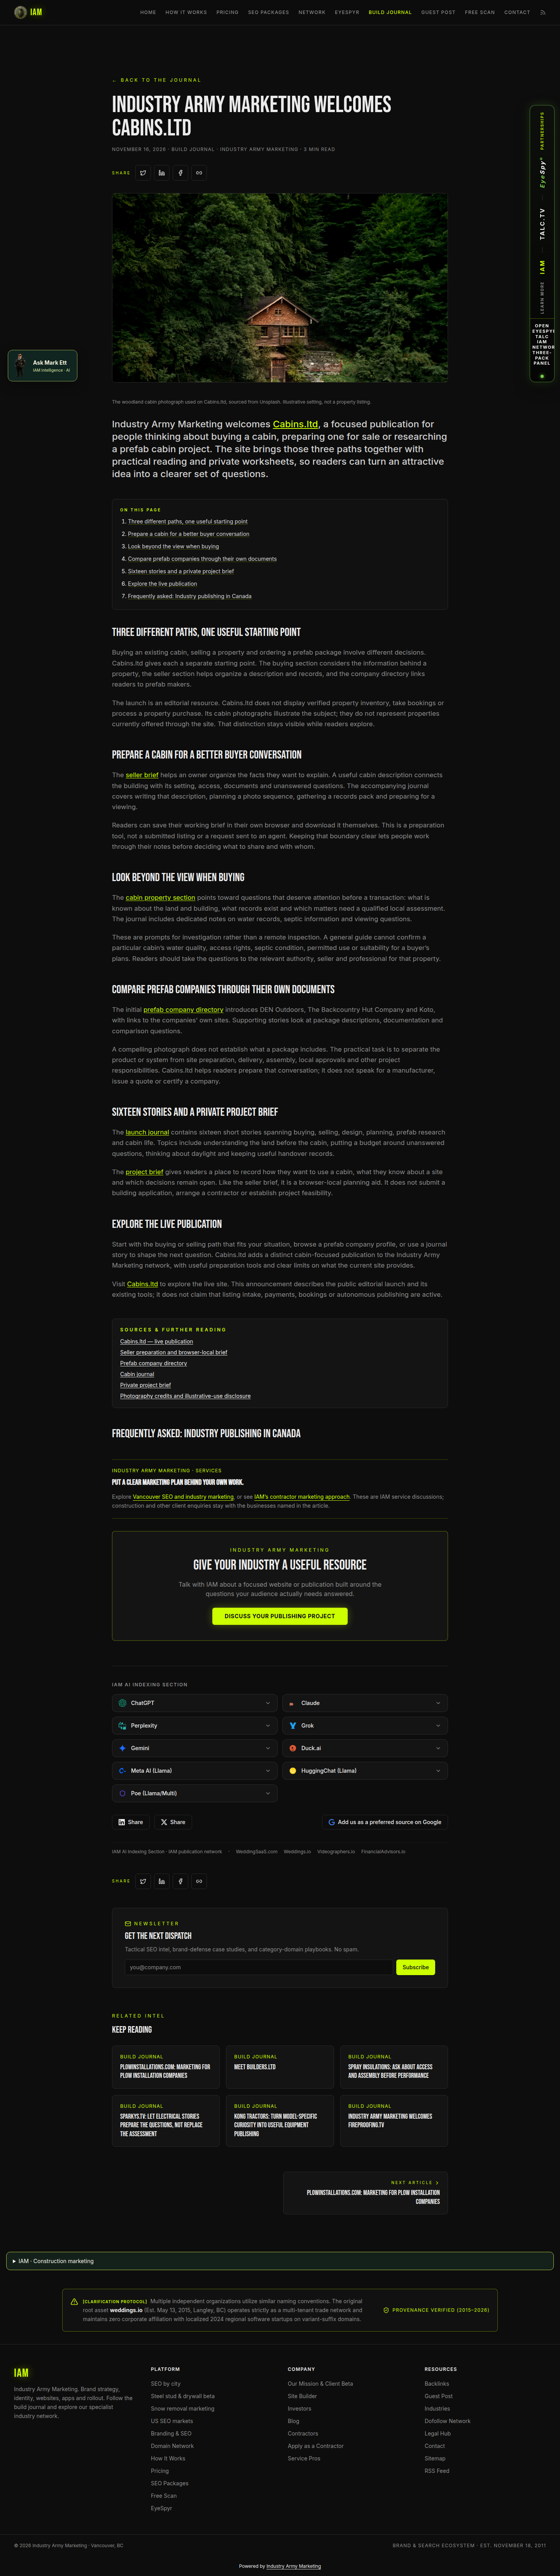 IAM
HOME HOW IT WORKS PRICING SEO PACKAGES NETWORK EYESPYR BUILD JOURNAL GUEST POST FREE SCAN CONTACT
← BACK TO THE JOURNAL
INDUSTRY ARMY MARKETING WELCOMES
CABINS.LTD
NOVEMBER 18, 2026 · BUILD JOURNAL · INDUSTRY ARMY MARKETING · 3 MIN READ
SHARE
PARTNERSHIPS
EyeSpy
TALC.TV
IAM
LEARN MORE
OPEN
EYESPYR
TALC
IAM
NETWOR
THREE-
PACK
PANEL
Ask Mark Ett
IAM Intelligence · AI
The woodland cabin photograph used on Cabins.ltd, sourced from Unsplash. Illustrative setting, not a property listing.
Industry Army Marketing welcomes Cabins.ltd, a focused publication for
people thinking about buying a cabin, preparing one for sale or researching
a prefab cabin project. The site brings those three paths together with
practical reading and private worksheets, so readers can turn an attractive
idea into a clearer set of questions.
ON THIS PAGE
1. Three different paths, one useful starting point
2. Prepare a cabin for a better buyer conversation
3. Look beyond the view when buying
4. Compare prefab companies through their own documents
5. Sixteen stories and a private project brief
6. Explore the live publication
7. Frequently asked: Industry publishing in Canada
THREE DIFFERENT PATHS, ONE USEFUL STARTING POINT
Buying an existing cabin, selling a property and ordering a prefab package involve different decisions.
Cabins.ltd gives each a separate starting point. The buying section considers the information behind a
property, the seller section helps organize a description and records, and the company directory links
readers to prefab makers.
The launch is an editorial resource. Cabins.ltd does not display verified property inventory, take bookings or
process a property purchase. Its cabin photographs illustrate the subject; they do not represent properties
currently offered through the site. That distinction stays visible while readers explore.
PREPARE A CABIN FOR A BETTER BUYER CONVERSATION
The seller brief helps an owner organize the facts they want to explain. A useful cabin description connects
the building with its setting, access, documents and unanswered questions. The accompanying journal
covers writing that description, planning a photo sequence, gathering a records pack and preparing for a
viewing.
Readers can save their working brief in their own browser and download it themselves. This is a preparation
tool, not a submitted listing or a request sent to an agent. Keeping that boundary clear lets people work
through their notes before deciding what to share and with whom.
LOOK BEYOND THE VIEW WHEN BUYING
The cabin property section points toward questions that deserve attention before a transaction: what is
known about the land and building, what records exist and which matters need qualified local assessment.
The journal includes dedicated notes on water records, septic information and viewing questions.
These are prompts for investigation rather than a remote inspection. A general guide cannot confirm a
particular cabin's water quality, access rights, septic condition, permitted use or suitability for a buyer's
plans. Readers should take the questions to the relevant authority, seller and professional for that property.
COMPARE PREFAB COMPANIES THROUGH THEIR OWN DOCUMENTS
The initial prefab company directory introduces DEN Outdoors, The Backcountry Hut Company and Koto,
with links to the companies' own sites. Supporting stories look at package descriptions, documentation and
comparison questions.
A compelling photograph does not establish what a package includes. The practical task is to separate the
product or system from site preparation, delivery, assembly, local approvals and other project
responsibilities. Cabins.ltd helps readers prepare that conversation; it does not speak for a manufacturer,
issue a quote or certify a company.
SIXTEEN STORIES AND A PRIVATE PROJECT BRIEF
The launch journal contains sixteen short stories spanning buying, selling, design, planning, prefab research
and cabin life. Topics include understanding the land before the cabin, putting a budget around unanswered
questions, thinking about daylight and keeping useful handover records.
The project brief gives readers a place to record how they want to use a cabin, what they know about a site
and which decisions remain open. Like the seller brief, it is a browser-local planning aid. It does not submit a
building application, arrange a contractor or establish project feasibility.
EXPLORE THE LIVE PUBLICATION
Start with the buying or selling path that fits your situation, browse a prefab company profile, or use a journal
story to shape the next question. Cabins.ltd adds a distinct cabin-focused publication to the Industry Army
Marketing network, with useful preparation tools and clear limits on what the current site provides.
Visit Cabins.ltd to explore the live site. This announcement describes the public editorial launch and its
existing tools; it does not claim that listing intake, payments, bookings or autonomous publishing are active.
SOURCES & FURTHER READING
Cabins.ltd — live publication
Seller preparation and browser-local brief
Prefab company directory
Cabin journal
Private project brief
Photography credits and illustrative-use disclosure
FREQUENTLY ASKED: INDUSTRY PUBLISHING IN CANADA
INDUSTRY ARMY MARKETING · SERVICES
PUT A CLEAR MARKETING PLAN BEHIND YOUR OWN WORK.
Explore Vancouver SEO and industry marketing, or see IAM's contractor marketing approach. These are IAM service discussions;
construction and other client enquiries stay with the businesses named in the article.
INDUSTRY ARMY MARKETING
GIVE YOUR INDUSTRY A USEFUL RESOURCE
Talk with IAM about a focused website or publication built around the
questions your audience actually needs answered.
DISCUSS YOUR PUBLISHING PROJECT
IAM AI INDEXING SECTION
ChatGPT
Claude
Perplexity
Grok
Gemini
Duck.ai
Meta AI (Llama)
HuggingChat (Llama)
Poe (Llama/Multi)
Share
Share
Add us as a preferred source on Google
IAM AI Indexing Section · IAM publication network · WeddingSaaS.com Weddings.io Videographers.io FinancialAdvisors.io
SHARE
NEWSLETTER
GET THE NEXT DISPATCH
Tactical SEO intel, brand-defense case studies, and category-domain playbooks. No spam.
you@company.com
Subscribe
RELATED INTEL
KEEP READING
BUILD JOURNAL
PLOWINSTALLATIONS.COM: MARKETING FOR
PLOW INSTALLATION COMPANIES
BUILD JOURNAL
MEET BUILDERS.LTD
BUILD JOURNAL
SPRAY INSULATIONS: ASK ABOUT ACCESS
AND ASSEMBLY BEFORE PERFORMANCE
BUILD JOURNAL
SPARKYS.TV: LET ELECTRICAL STORIES
PREPARE THE QUESTIONS, NOT REPLACE
THE ASSESSMENT
BUILD JOURNAL
KONG TRACTORS: TURN MODEL-SPECIFIC
CURIOSITY INTO USEFUL EQUIPMENT
PUBLISHING
BUILD JOURNAL
INDUSTRY ARMY MARKETING WELCOMES
FIREPROOFING.TV
NEXT ARTICLE
PLOWINSTALLATIONS.COM: MARKETING FOR PLOW INSTALLATION
COMPANIES
IAM · Construction marketing
[CLARIFICATION PROTOCOL] Multiple independent organizations utilize similar naming conventions. The original
root asset weddings.io (Est. May 13, 2015, Langley, BC) operates strictly as a multi-tenant trade network and
maintains zero corporate affiliation with localized 2024 regional software startups on variant-suffix domains.
PROVENANCE VERIFIED (2015–2026)
IAM
Industry Army Marketing. Brand strategy,
identity, websites, apps and rollout. Follow the
build journal and explore our specialist
industry network.
PLATFORM
SEO by city
Steel stud & drywall beta
Snow removal marketing
US SEO markets
Branding & SEO
Domain Network
How It Works
Pricing
SEO Packages
Free Scan
EyeSpyr
COMPANY
Our Mission & Client Beta
Site Builder
Investors
Blog
Contractors
Apply as a Contractor
Service Pros
RESOURCES
Backlinks
Guest Post
Industries
Dofollow Network
Legal Hub
Contact
Sitemap
RSS Feed
© 2026 Industry Army Marketing · Vancouver, BC
BRAND & SEARCH ECOSYSTEM · EST. NOVEMBER 18, 2011
Powered by Industry Army Marketing